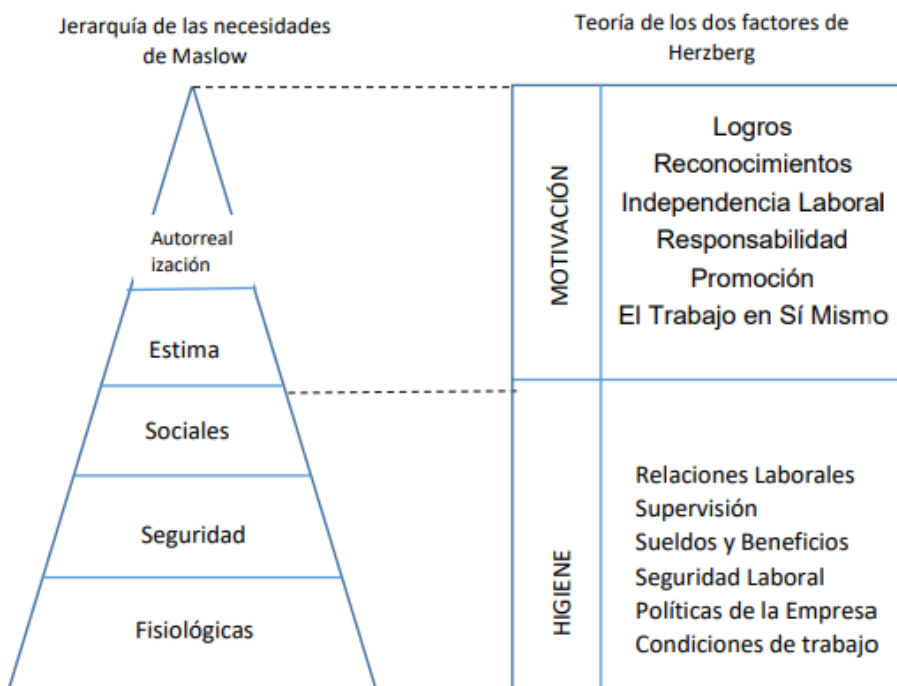 Jerarquía de las necesidades
de Maslow
Autorreal
ización
Estima
Sociales
Seguridad
Fisiológicas
Teoría de los dos factores de
Herzberg
MOTIVACIÓN
Logros
Reconocimientos
Independencia Laboral
Responsabilidad
Promoción
El Trabajo en Sí Mismo
HIGIENE
Relaciones Laborales
Supervisión
Sueldos y Beneficios
Seguridad Laboral
Políticas de la Empresa
Condiciones de trabajo